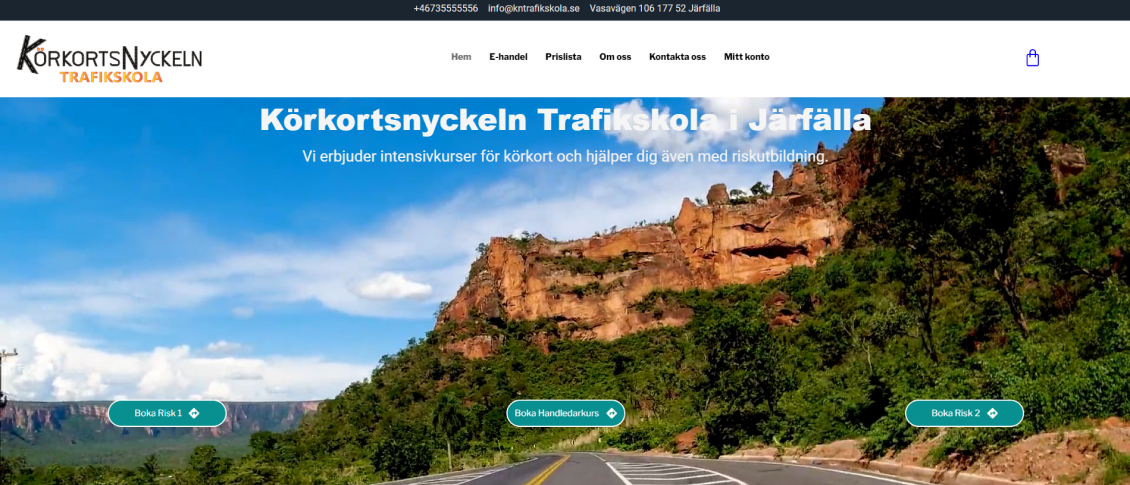 +46735555556 info@kntrafikskola.se Vasavägen 106 177 52 Järfälla
KÖRKORTSNYCKELN
TRAFIKSKOLA
Hem E-handel Prislista Om oss Kontakta oss Mitt konto
Körkortsnyckeln Trafikskola i Järfälla
Vi erbjuder intensivkurser för körkort och hjälper dig även med riskutbildning.
Boka Risk 1 Boka Handledarkurs Boka Risk 2